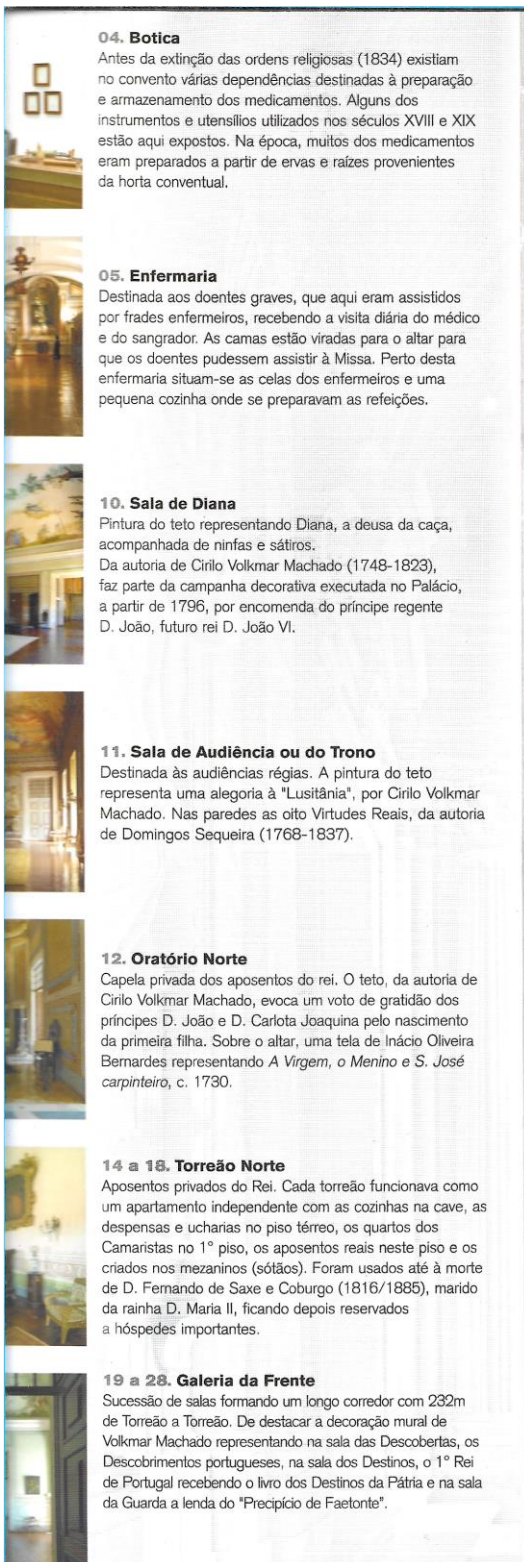 04. Botica
Antes da extinção das ordens religiosas (1834) existiam
no convento várias dependências destinadas à preparação
e armazenamento dos medicamentos. Alguns dos
instrumentos e utensílios utilizados nos séculos XVIII e XIX
estão aqui expostos. Na época, muitos dos medicamentos
eram preparados a partir de ervas e raízes provenientes
da horta conventual.
05. Enfermaria
Destinada aos doentes graves, que aqui eram assistidos
por frades enfermeiros, recebendo a visita diária do médico
e do sangrador. As camas estão viradas para o altar para
que os doentes pudessem assistir à Missa. Perto desta
enfermaria situam-se as celas dos enfermeiros e uma
pequena cozinha onde se preparavam as refeições.
10. Sala de Diana
Pintura do teto representando Diana, a deusa da caça,
acompanhada de ninfas e sátiros.
Da autoria de Cirilo Volkmar Machado (1748-1823),
faz parte da campanha decorativa executada no Palácio,
a partir de 1796, por encomenda do príncipe regente
D. João, futuro rei D. João VI.
11. Sala de Audiência ou do Trono
Destinada às audiências régias. A pintura do teto
representa uma alegoria à "Lusitânia", por Cirilo Volkmar
Machado. Nas paredes as oito Virtudes Reais, da autoria
de Domingos Sequeira (1768-1837).
12. Oratório Norte
Capela privada dos aposentos do rei. O teto, da autoria de
Cirilo Volkmar Machado, evoca um voto de gratidão dos
príncipes D. João e D. Carlota Joaquina pelo nascimento
da primeira filha. Sobre o altar, uma tela de Inácio Oliveira
Bernardes representando A Virgem, o Menino e S. José
carpinteiro, c. 1730.
14 a 18. Torreão Norte
Aposentos privados do Rei. Cada torreão funcionava como
um apartamento independente com as cozinhas na cave, as
despensas e ucharias no piso térreo, os quartos dos
Camaristas no 1º piso, os aposentos reais neste piso e os
criados nos mezaninos (sótãos). Foram usados até à morte
de D. Fernando de Saxe e Coburgo (1816/1885), marido
da rainha D. Maria II, ficando depois reservados
a hóspedes importantes.
19 a 28. Galeria da Frente
Sucessão de salas formando um longo corredor com 232m
de Torreão a Torreão. De destacar a decoração mural de
Volkmar Machado representando na sala das Descobertas, os
Descobrimentos portugueses, na sala dos Destinos, o 1º Rei
de Portugal recebendo o livro dos Destinos da Pátria e na sala
da Guarda a lenda do "Precipício de Faetonte".